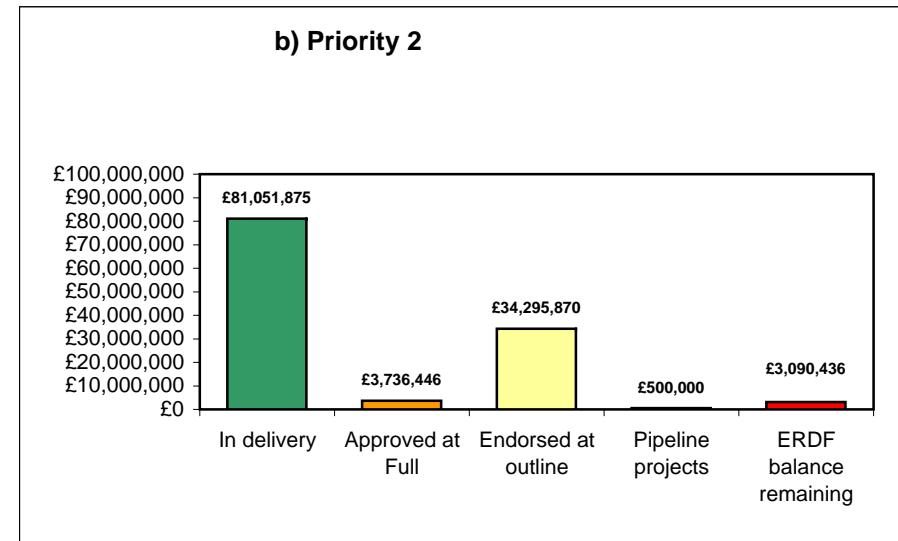 b) Priority 2
£100,000,000
£90,000,000
£80,000,000
£70,000,000
£60,000,000
£50,000,000
£40,000,000
£30,000,000
£20,000,000
£10,000,000
£0
£81,051,875
£3,736,446
£34,295,870
£500,000
£3,090,436
In delivery
Approved at
Full
Endorsed at
outline
Pipeline
projects
ERDF
balance
remaining